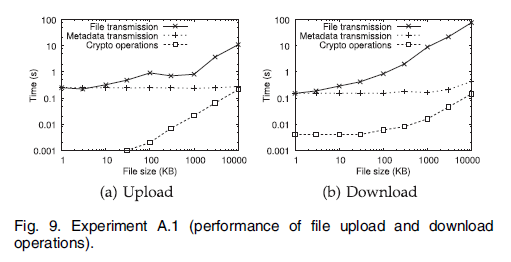 100
10
1
0.1
0.01
0.001
Time (s)
File transmission
Metadata transmission
Crypto operations
1 10 100 1000 10000
File size (KB)
(a) Upload
100
10
1
0.1
0.01
0.001
Time (s)
File transmission
Metadata transmission
Crypto operations
1 10 100 1000 10000
File size (KB)
(b) Download
Fig. 9. Experiment A.1 (performance of file upload and download
operations).